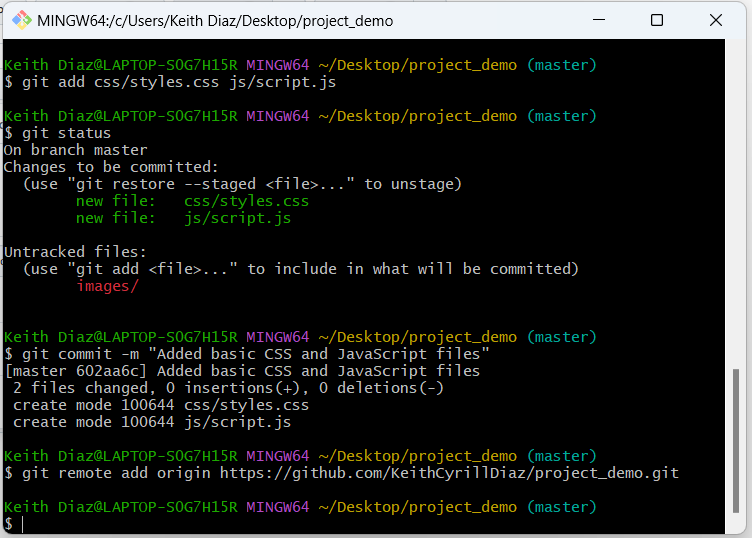 MINGW64:/c/Users/Keith Diaz/Desktop/project_demo
Keith Diaz@LAPTOP-S0G7H15R MINGW64 ~/Desktop/project_demo (master)
$ git add css/styles.css js/script.js
Keith Diaz@LAPTOP-S0G7H15R MINGW64 ~/Desktop/project_demo (master)
$ git status
On branch master
Changes to be committed:
  (use "git restore --staged <file>..." to unstage)
        new file:   css/styles.css
        new file:   js/script.js
Untracked files:
  (use "git add <file>..." to include in what will be committed)
        images/
Keith Diaz@LAPTOP-S0G7H15R MINGW64 ~/Desktop/project_demo (master)
$ git commit -m "Added basic CSS and JavaScript files"
[master 602aa6c] Added basic CSS and JavaScript files
 2 files changed, 0 insertions(+), 0 deletions(-)
 create mode 100644 css/styles.css
 create mode 100644 js/script.js
Keith Diaz@LAPTOP-S0G7H15R MINGW64 ~/Desktop/project_demo (master)
$ git remote add origin https://github.com/KeithCyrillDiaz/project_demo.git
Keith Diaz@LAPTOP-S0G7H15R MINGW64 ~/Desktop/project_demo (master)
$